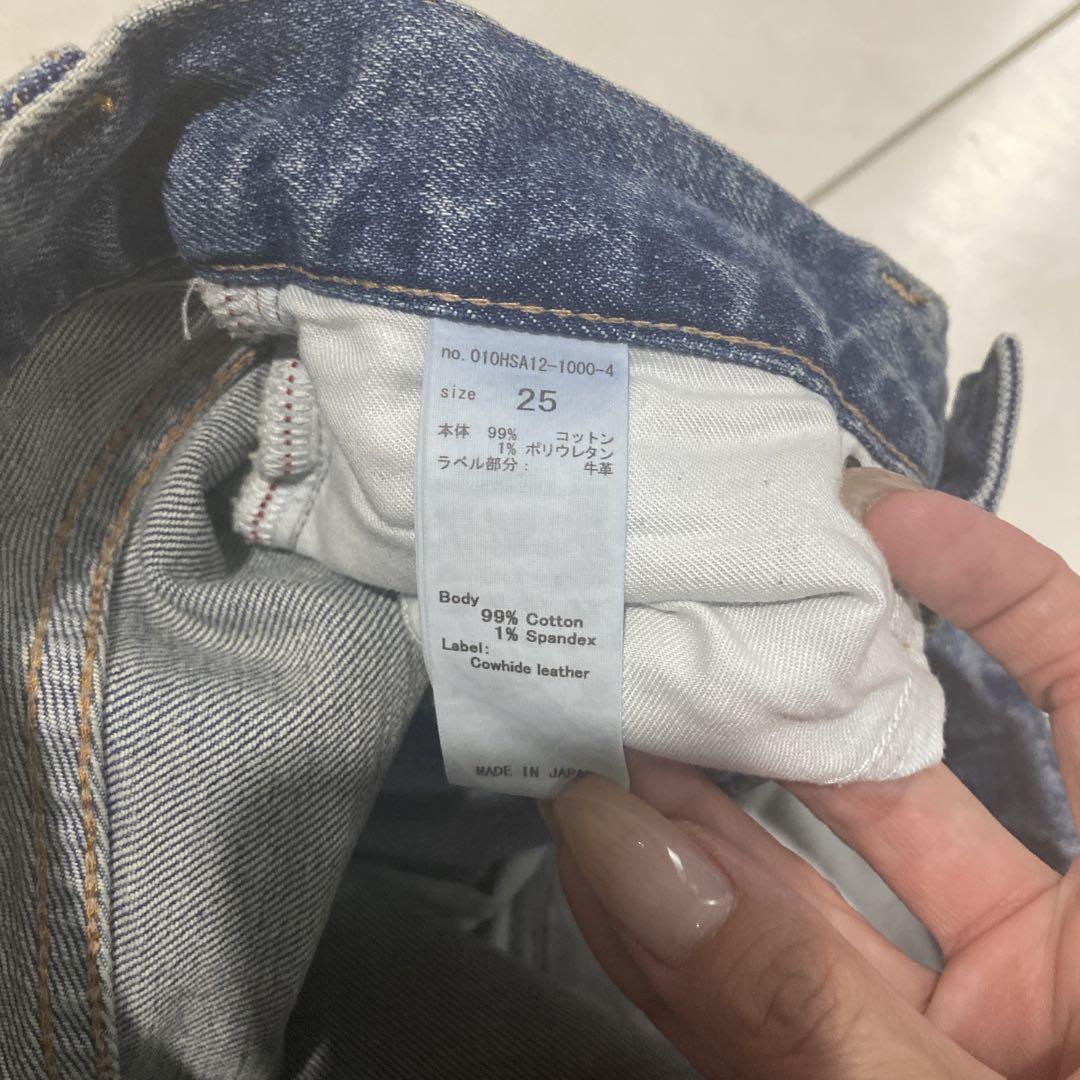 no. 010HSA12-1000-4
size 25
本体 99% コットン
1% ポリウレタン
ラベル部分: 牛革
Body
99% Cotton
1% Spandex
Label:
Cowhide leather
MADE IN JAPAN